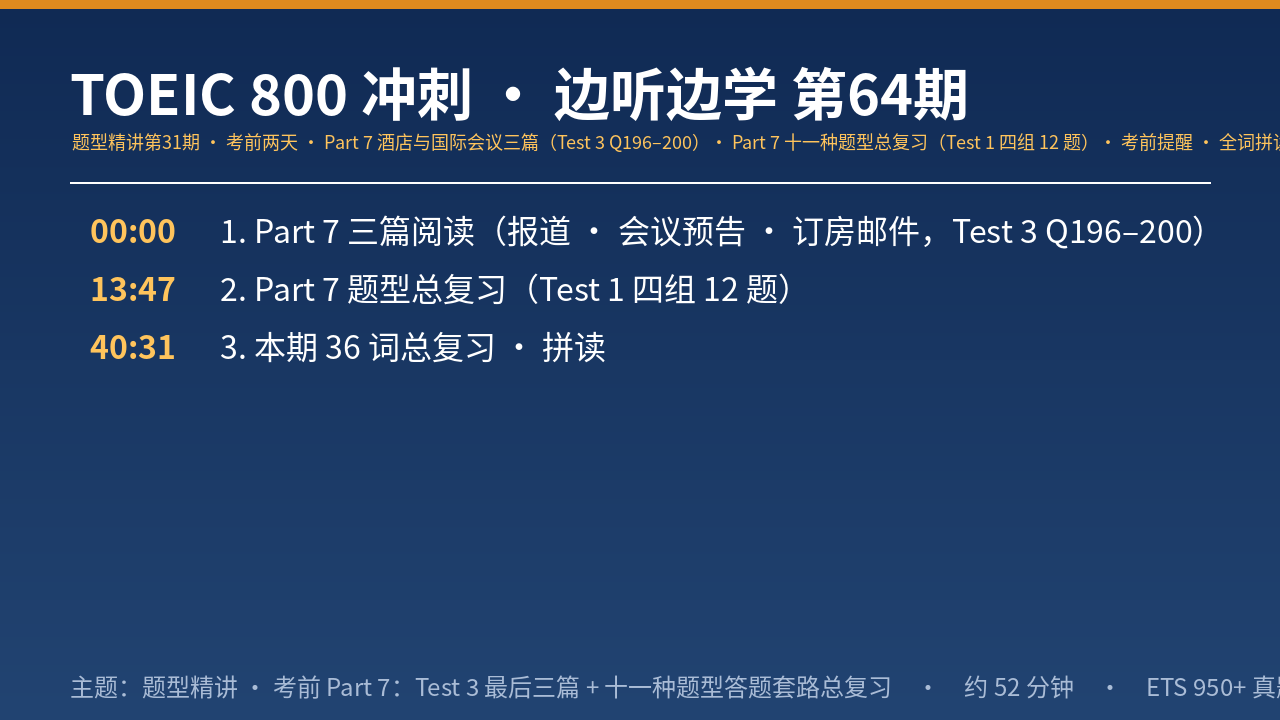 TOEIC 800 冲刺 · 边听边学 第64期
题型精讲第31期 · 考前两天 · Part 7 酒店与国际会议三篇（Test 3 Q196–200） · Part 7 十一种题型总复习（Test 1 四组 12 题） · 考前提醒 · 全词拼
00:00 1. Part 7 三篇阅读（报道 · 会议预告 · 订房邮件，Test 3 Q196–200）
13:47 2. Part 7 题型总复习（Test 1 四组 12 题）
40:31 3. 本期 36 词总复习 · 拼读
主题：题型精讲 · 考前 Part 7：Test 3 最后三篇 + 十一种题型答题套路总复习 · 约 52 分钟 · ETS 950+ 真